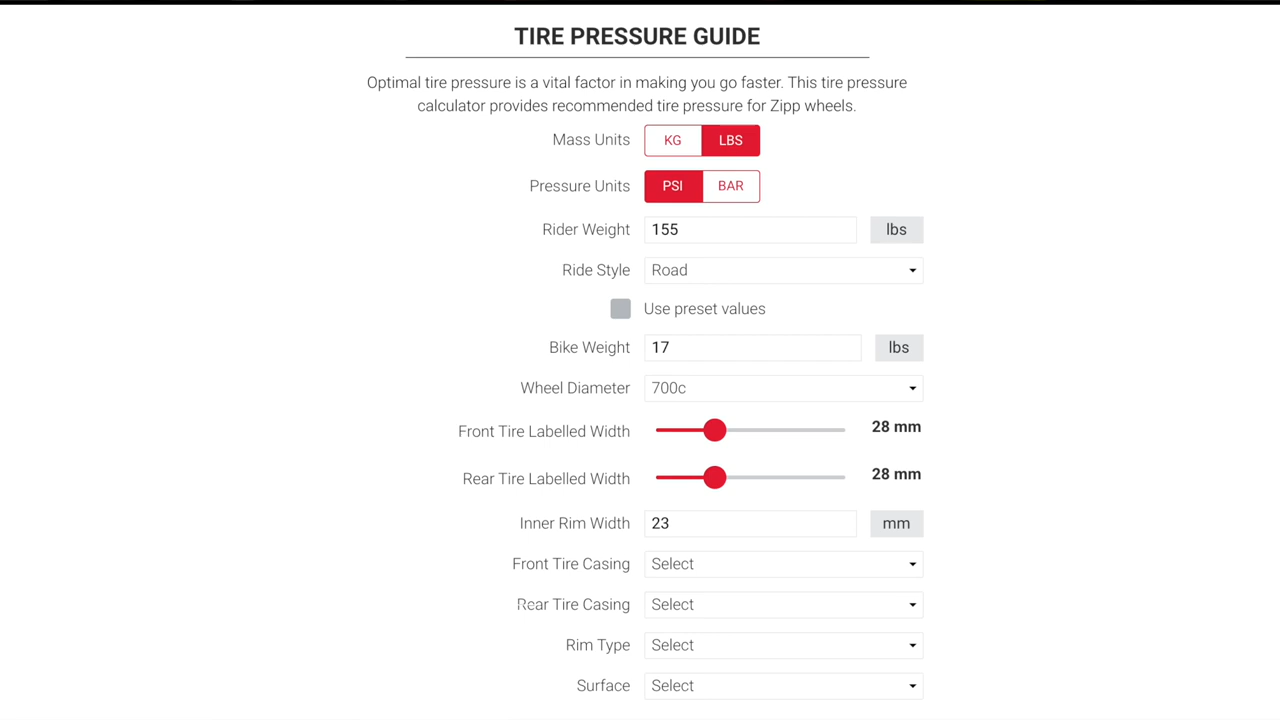 TIRE PRESSURE GUIDE
Optimal tire pressure is a vital factor in making you go faster. This tire pressure
calculator provides recommended tire pressure for Zipp wheels.
Mass Units KG LBS
Pressure Units PSI BAR
Rider Weight 155 lbs
Ride Style Road
Use preset values
Bike Weight 17 lbs
Wheel Diameter 700c
Front Tire Labelled Width 28 mm
Rear Tire Labelled Width 28 mm
Inner Rim Width 23 mm
Front Tire Casing Select
Rear Tire Casing Select
Rim Type Select
Surface Select